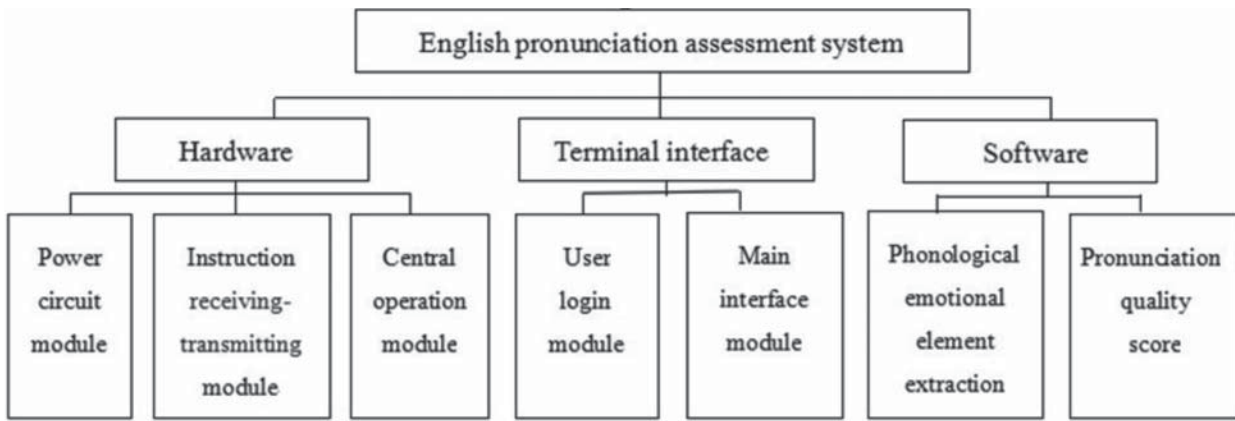 English pronunciation assessment system
Hardware
Terminal interface
Software
Power
circuit
module
Instruction
receiving-
transmitting
module
Central
operation
module
User
login
module
Main
interface
module
Phonological
emotional
element
extraction
Pronunciation
quality
score